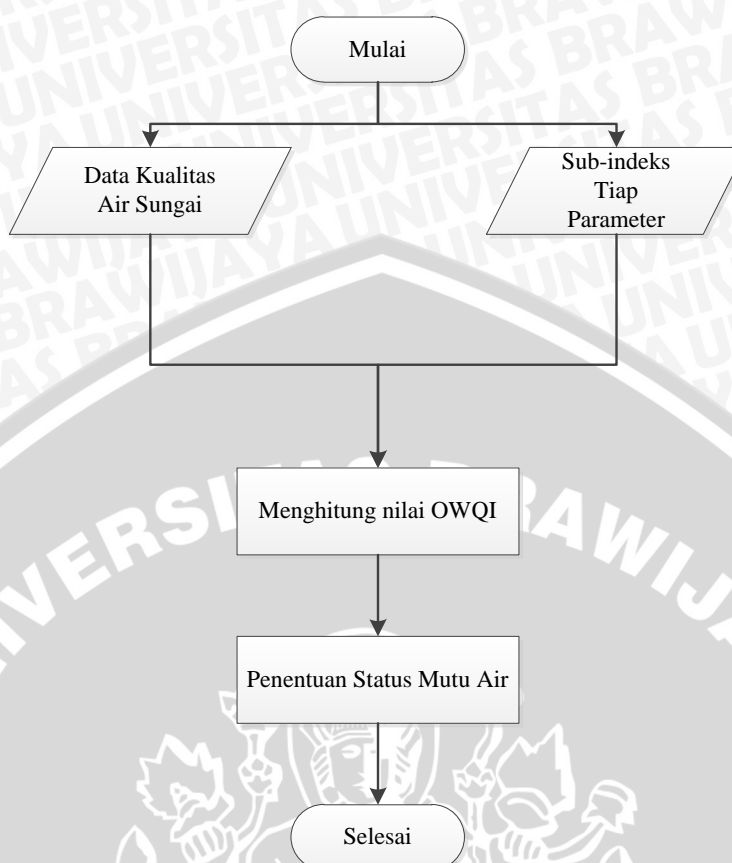 Mulai
Data Kualitas
Air Sungai
Sub-indeks
Tiap
Parameter
Menghitung nilai OWQI
Penentuan Status Mutu Air
Selesai